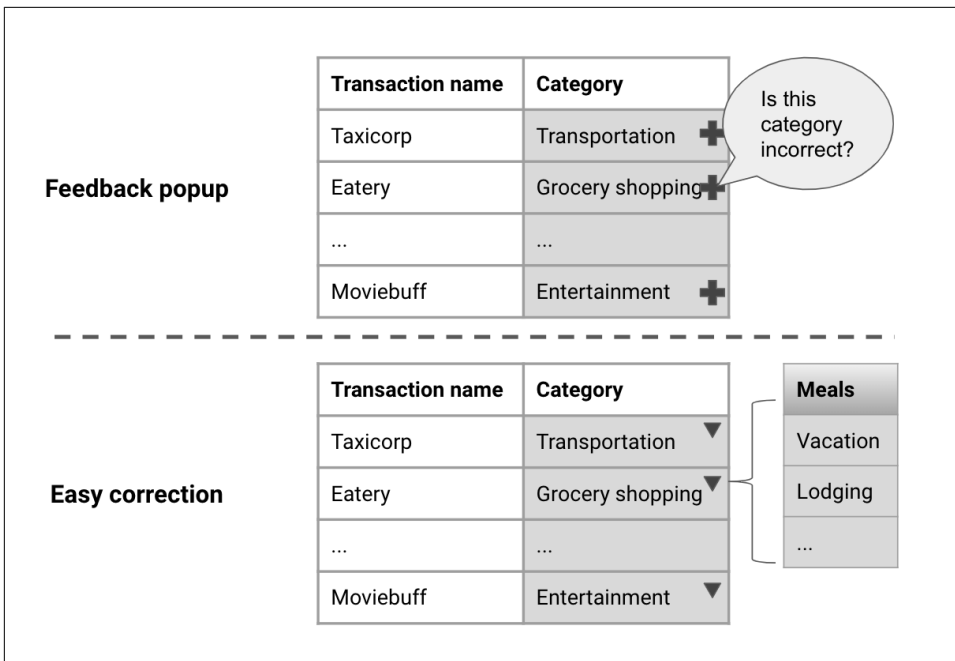 Feedback popup
Transaction name Category
Taxicorp Transportation
Eatery Grocery shopping
... ...
Moviebuff Entertainment
Is this
category
incorrect?
Easy correction
Transaction name Category
Taxicorp Transportation
Eatery Grocery shopping
... ...
Moviebuff Entertainment
Meals
Vacation
Lodging
...